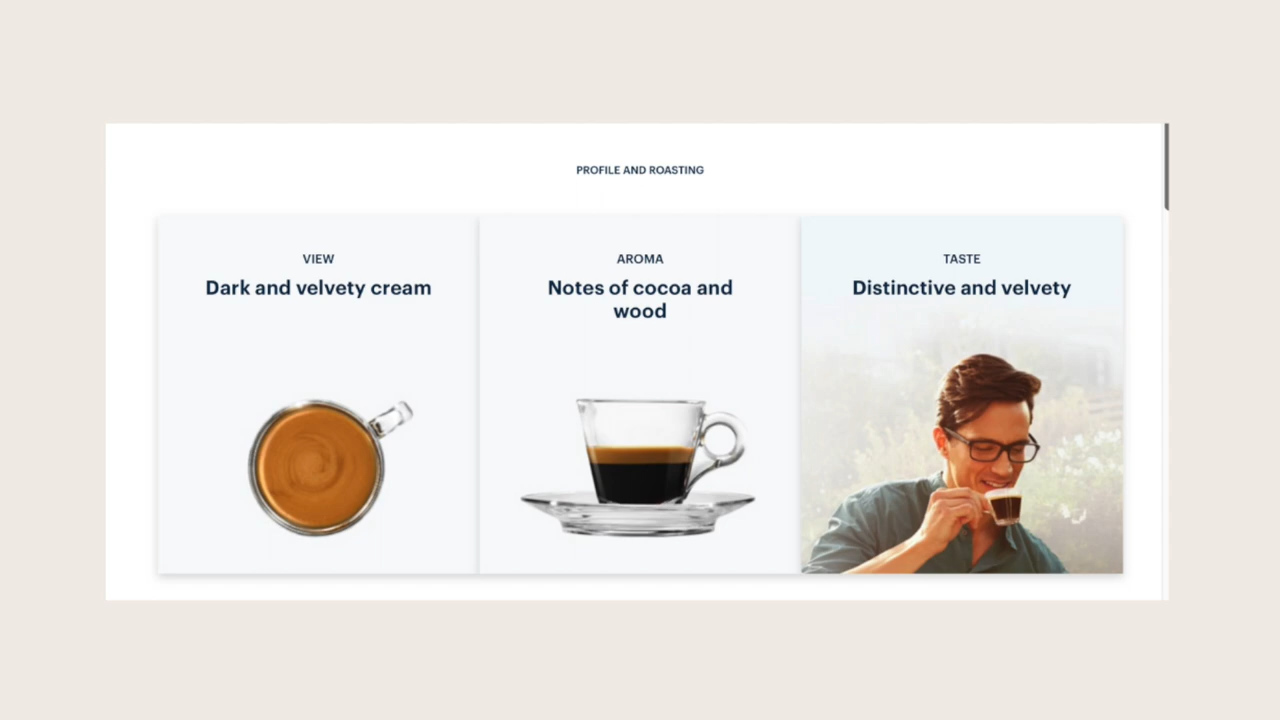 PROFILE AND ROASTING
VIEW
Dark and velvety cream
AROMA
Notes of cocoa and
wood
TASTE
Distinctive and velvety